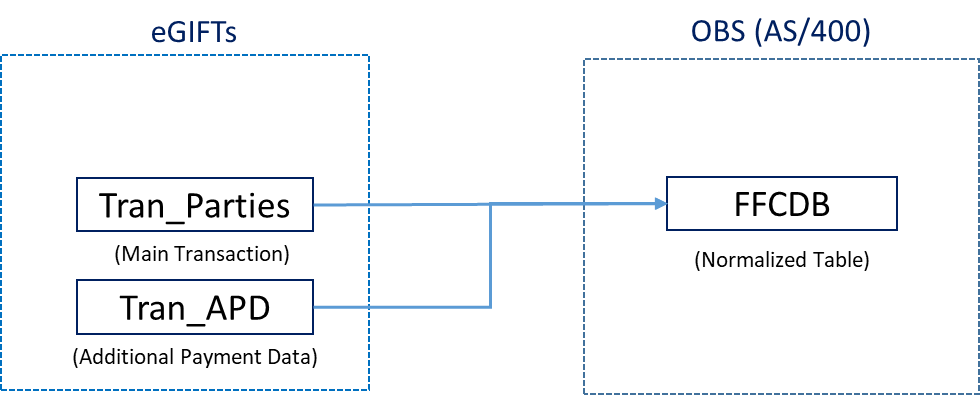 eGIFTs
OBS (AS/400)
Tran_Parties
(Main Transaction)
Tran_APD
(Additional Payment Data)
FFCDB
(Normalized Table)